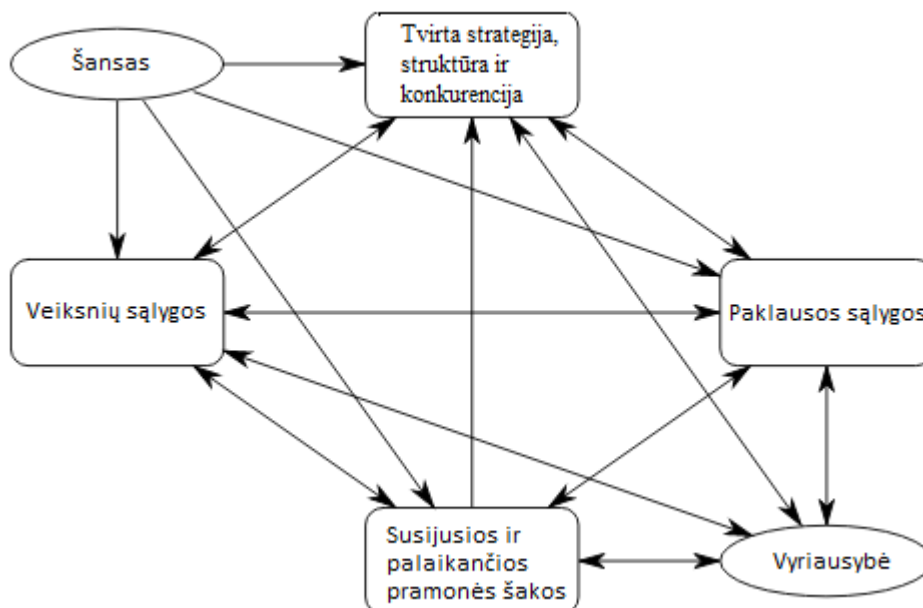 Šansas
Tvirta strategija,
struktūra ir
konkurencija
Veiksnių sąlygos
Paklausos sąlygos
Susijusios ir
palaikančios
pramonės šakos
Vyriausybė